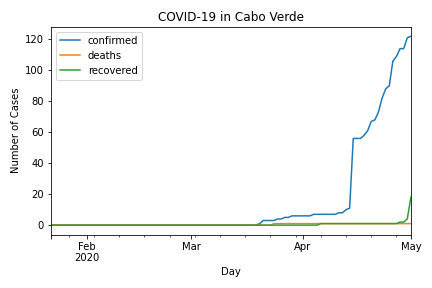 COVID-19 in Cabo Verde
confirmed
deaths
recovered
Number of Cases
120
100
80
60
40
20
0
Feb
2020
Mar
Apr
May
Day